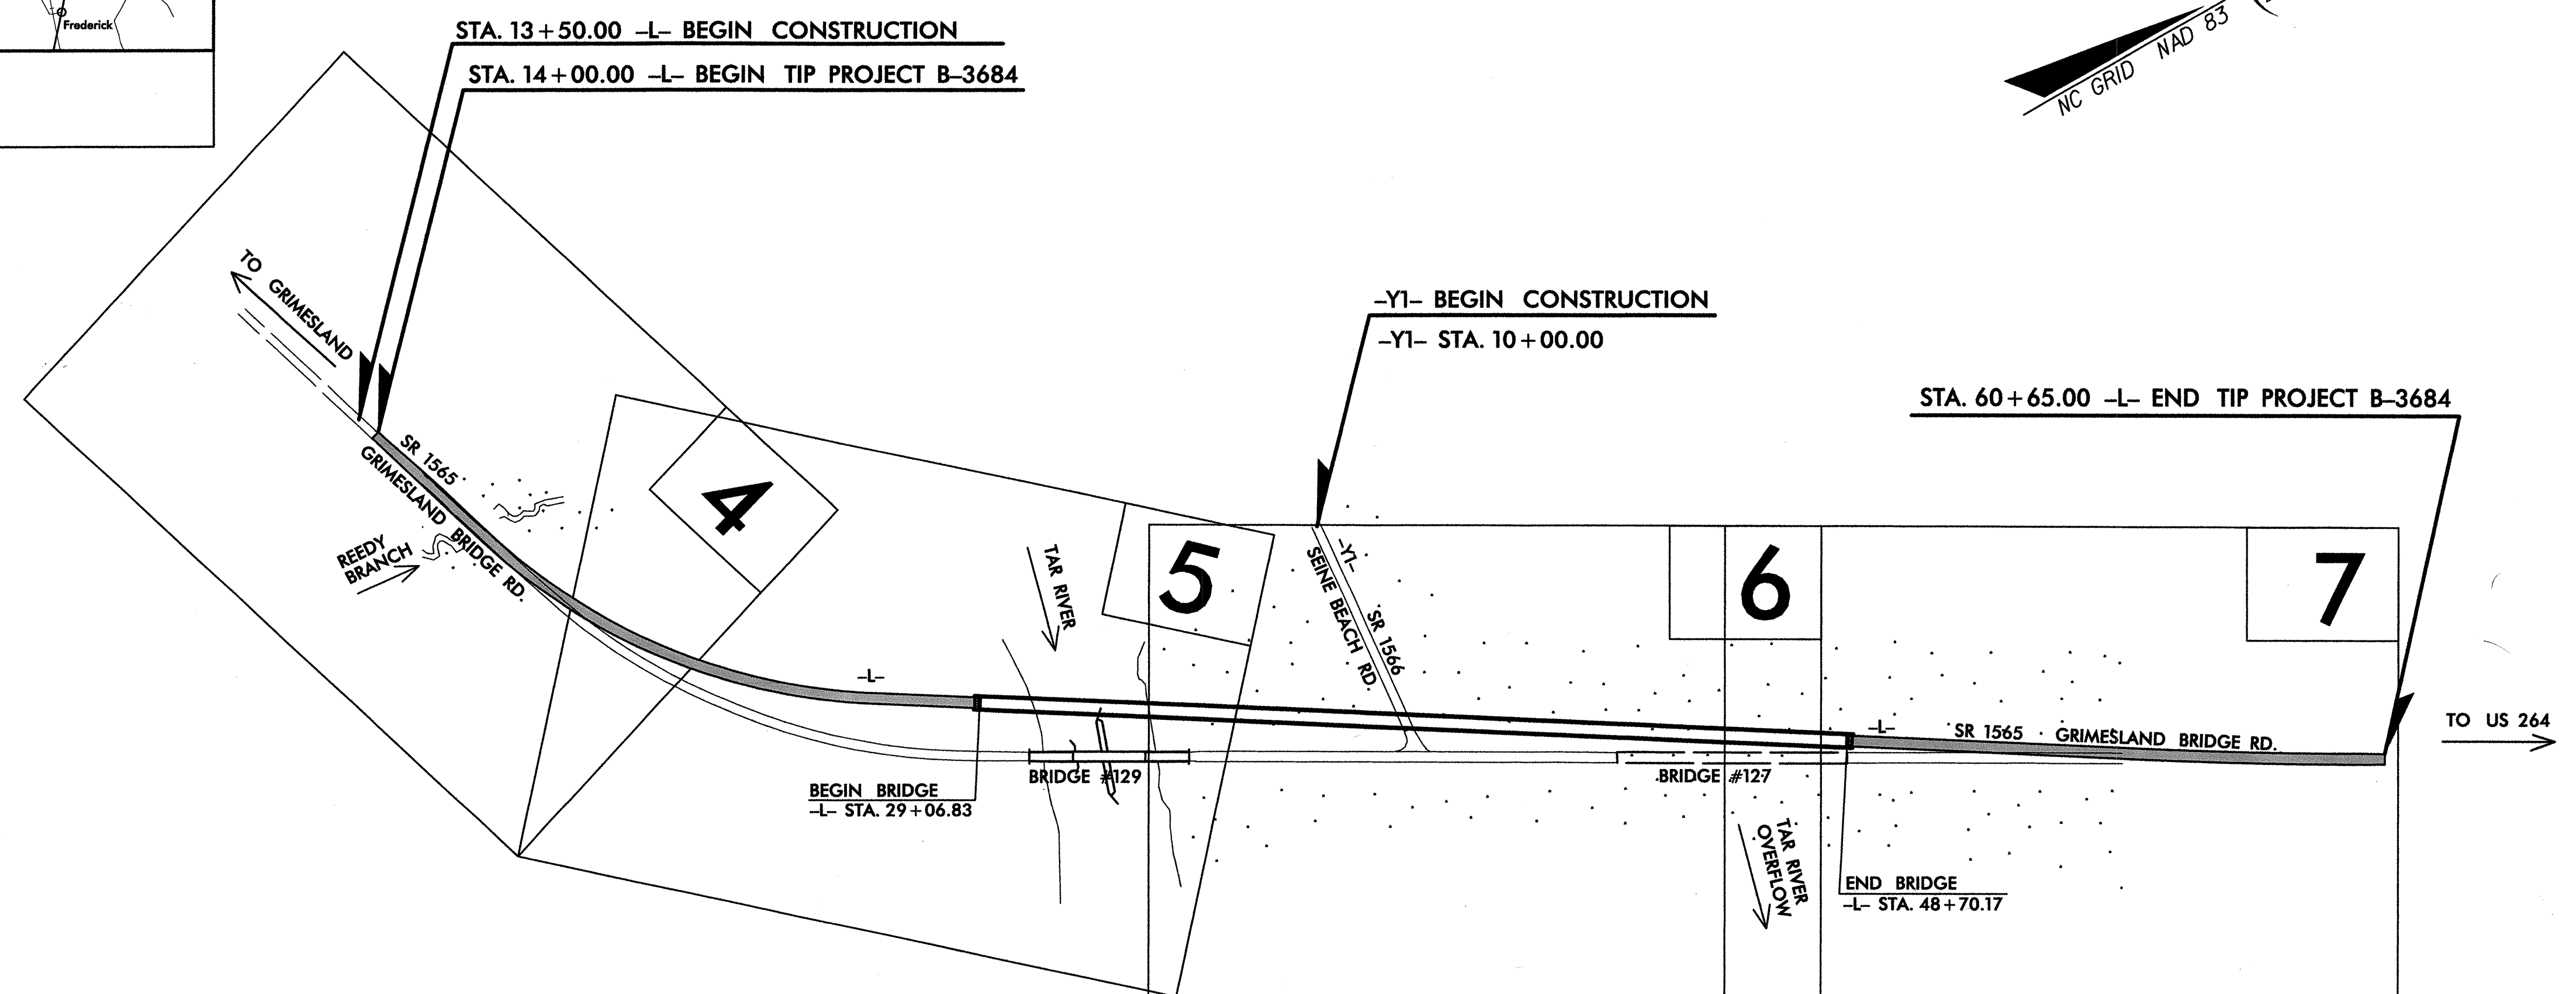 Frederick
STA. 13+50.00 -L- BEGIN CONSTRUCTION
STA. 14+00.00 -L- BEGIN TIP PROJECT B-3684
NC GRID NAD 83
TO GRIMESLAND
-Y1- BEGIN CONSTRUCTION
-Y1- STA. 10+00.00
STA. 60+65.00 -L- END TIP PROJECT B-3684
SR 1565
GRIMESLAND BRIDGE RD.
REEDY
BRANCH
4
5
6
7
TAR RIVER
-Y1-
SR 1566
SEINE BEACH RD.
-L-
-L-
SR 1565 GRIMESLAND BRIDGE RD.
TO US 264
BRIDGE #129
BRIDGE #127
BEGIN BRIDGE
-L- STA. 29+06.83
TAR RIVER
OVERFLOW
END BRIDGE
-L- STA. 48+70.17